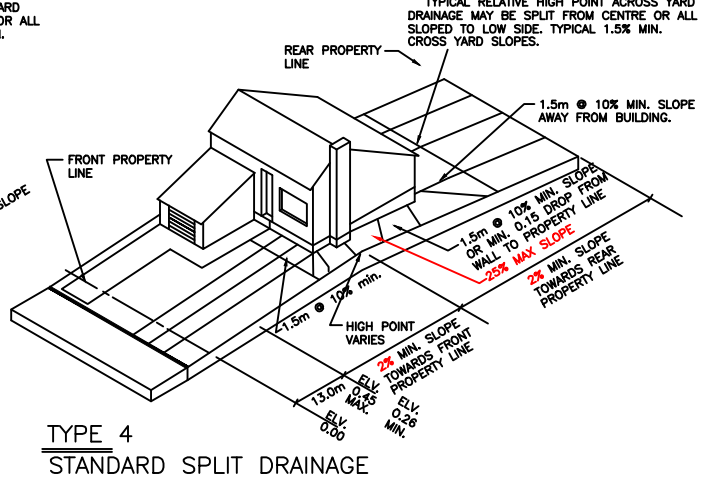 ARD
OR ALL
TYPICAL RELATIVE HIGH POINT ACROSS YARD
DRAINAGE MAY BE SPLIT FROM CENTRE OR ALL
SLOPED TO LOW SIDE. TYPICAL 1.5% MIN.
CROSS YARD SLOPES.
REAR PROPERTY
LINE
1.5m @ 10% MIN. SLOPE
AWAY FROM BUILDING.
FRONT PROPERTY
LINE
SLOPE
1.5m @ 10% MIN. SLOPE
OR MIN. 0.15 DROP FROM
WALL TO PROPERTY LINE
25% MAX SLOPE
2% MIN. SLOPE
TOWARDS REAR
PROPERTY LINE
1.5m @ 10% min.
HIGH POINT
VARIES
2% MIN. SLOPE
TOWARDS FRONT
PROPERTY LINE
13.0m
ELV.
0.45
MAX.
ELV.
0.26
MIN.
ELV.
0.00
TYPE 4
STANDARD SPLIT DRAINAGE